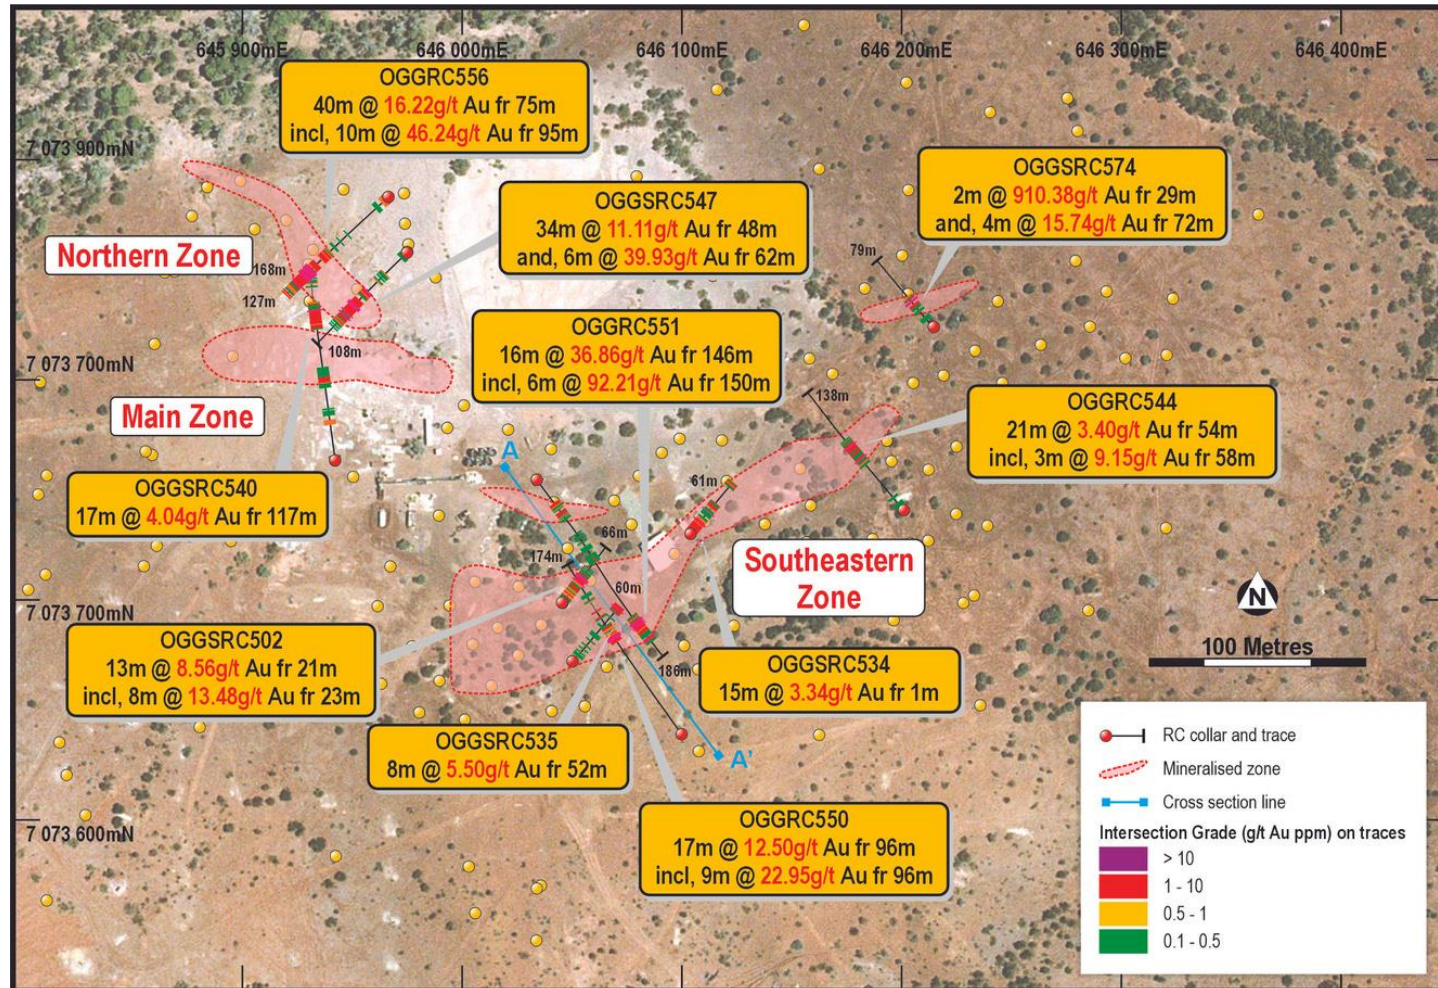 645 900mE
646 000mE
646 100mE
646 200mE
646 300mE
646 400mE
OGGRC556
40m @ 16.22g/t Au fr 75m
incl, 10m @ 46.24g/t Au fr 95m
7 073 900mN
OGGSRC574
2m @ 910.38g/t Au fr 29m
and, 4m @ 15.74g/t Au fr 72m
OGGSRC547
34m @ 11.11g/t Au fr 48m
and, 6m @ 39.93g/t Au fr 62m
Northern Zone
168m
127m
79m
108m
OGGRC551
16m @ 36.86g/t Au fr 146m
incl, 6m @ 92.21g/t Au fr 150m
7 073 700mN
Main Zone
138m
OGGRC544
21m @ 3.40g/t Au fr 54m
incl, 3m @ 9.15g/t Au fr 58m
A
61m
OGGSRC540
17m @ 4.04g/t Au fr 117m
66m
174m
60m
Southeastern
Zone
7 073 700mN
N
100 Metres
OGGSRC502
13m @ 8.56g/t Au fr 21m
incl, 8m @ 13.48g/t Au fr 23m
186m
OGGSRC534
15m @ 3.34g/t Au fr 1m
OGGSRC535
8m @ 5.50g/t Au fr 52m
A'
7 073 600mN
OGGRC550
17m @ 12.50g/t Au fr 96m
incl, 9m @ 22.95g/t Au fr 96m
RC collar and trace
Mineralised zone
Cross section line
Intersection Grade (g/t Au ppm) on traces
> 10
1 - 10
0.5 - 1
0.1 - 0.5